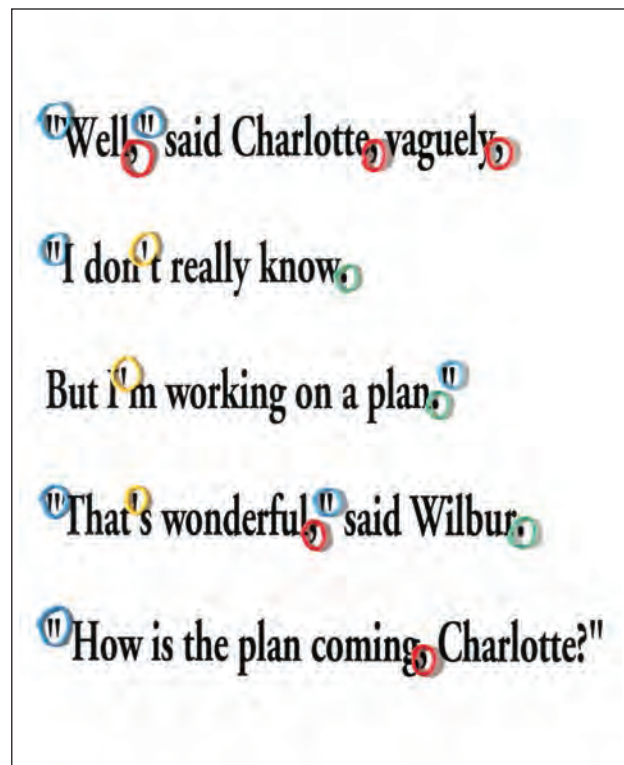 "Well," said Charlotte, vaguely,
"I don't really know.
But I'm working on a plan."
"That's wonderful," said Wilbur.
"How is the plan coming, Charlotte?"